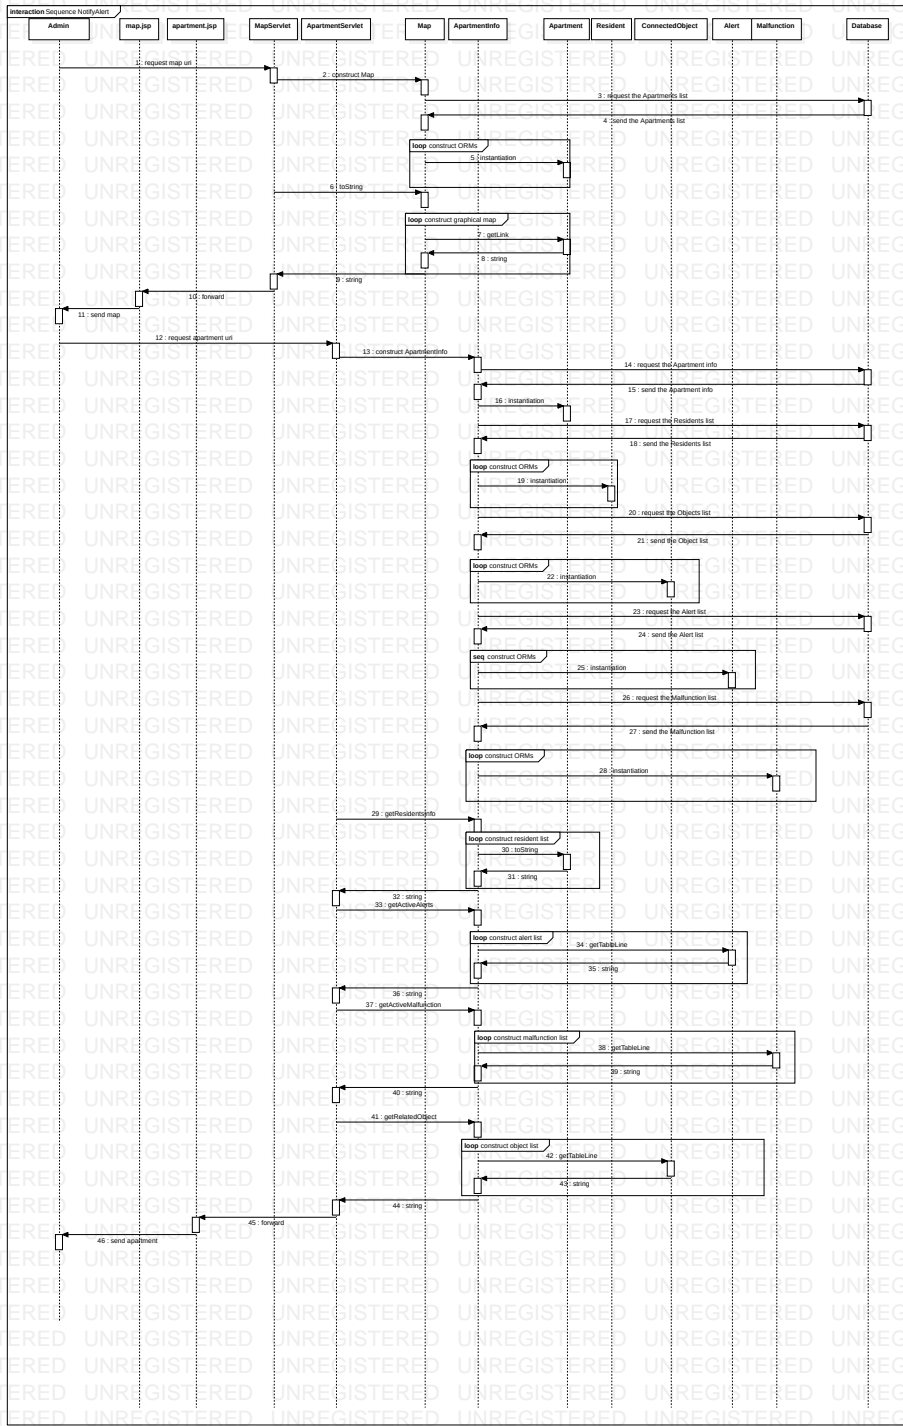 interaction Sequence NotifyAlert
Admin
map.jsp
apartment.jsp
MapServlet
ApartmentServlet
Map
ApartmentInfo
Apartment
Resident
ConnectedObject
Alert
Malfunction
Database
1 : request map uri
2 : construct Map
3 : request the Apartments list
4 : send the Apartments list
loop construct ORMs
5 : instantiation
6 : toString
loop construct graphical map
7 : getLink
8 : string
9 : string
10 : forward
11 : send map
12 : request apartment uri
13 : construct ApartmentInfo
14 : request the Apartment info
15 : send the Apartment info
16 : instantiation
17 : request the Residents list
18 : send the Residents list
loop construct ORMs
19 : instantiation
20 : request the Objects list
21 : send the Object list
loop construct ORMs
22 : instantiation
23 : request the Alert list
24 : send the Alert list
seq construct ORMs
25 : instantiation
26 : request the Malfunction list
27 : send the Malfunction list
loop construct ORMs
28 : instantiation
29 : getResidentsInfo
loop construct resident list
30 : toString
31 : string
32 : string
33 : getActiveAlerts
loop construct alert list
34 : getTableLine
35 : string
36 : string
37 : getActiveMalfunction
loop construct malfunction list
38 : getTableLine
39 : string
40 : string
41 : getRelatedObject
loop construct object list
42 : getTableLine
43 : string
44 : string
45 : forward
46 : send apartment
UNREGISTERED